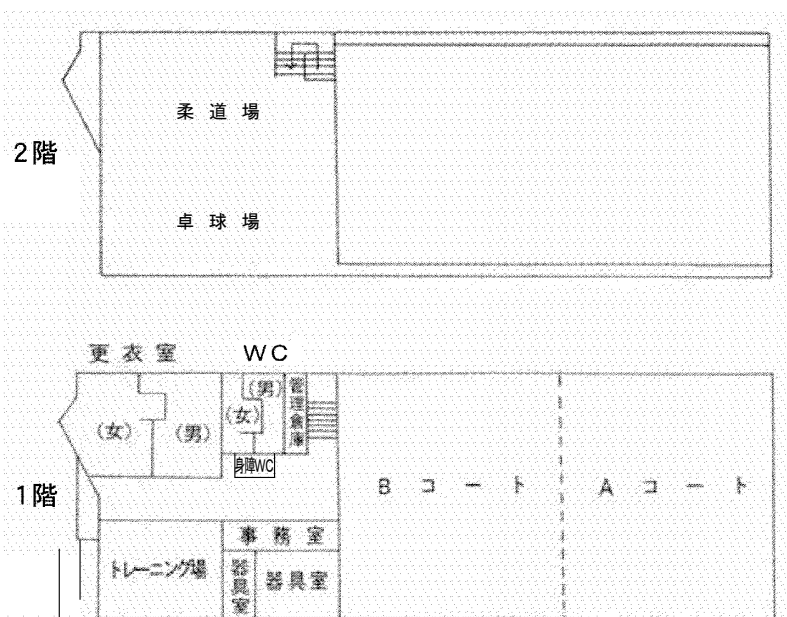 柔道場
2階
卓球場
更衣室
WC
(女)
(男)
(女)
(男)
管理倉庫
身障WC
1階
Bコート
Aコート
事務室
トレーニング場
器具室
器具室